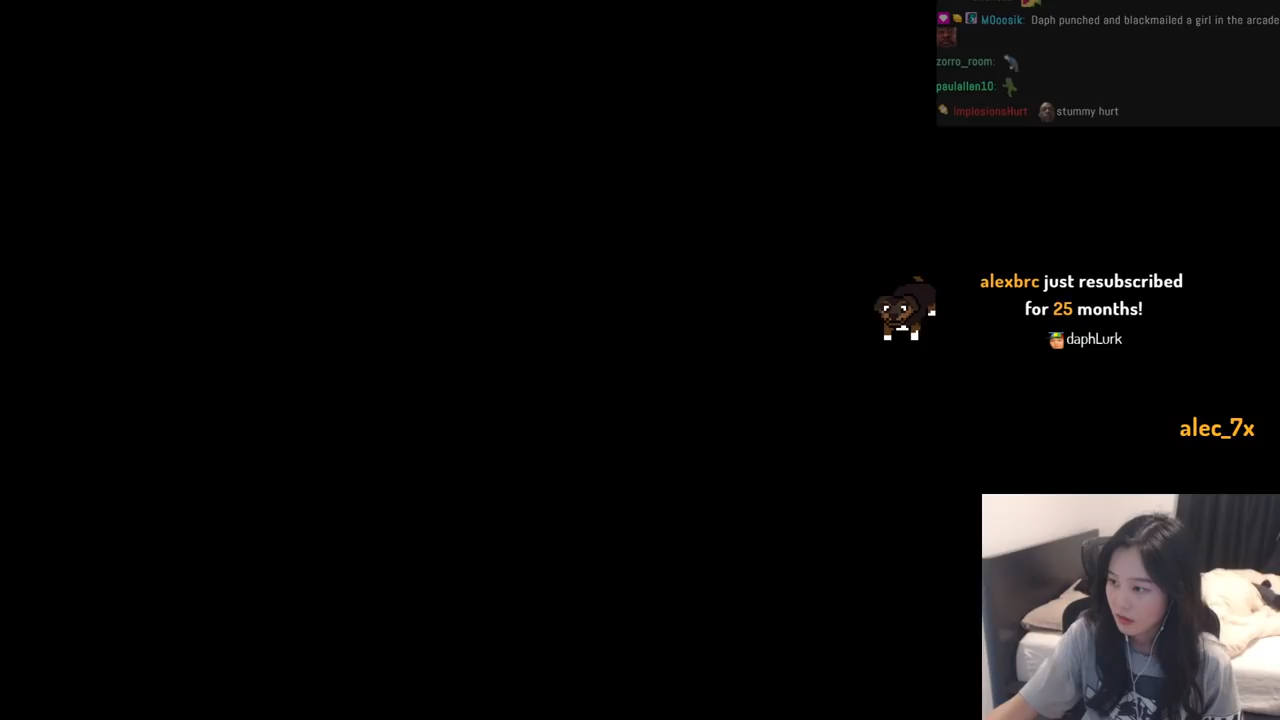 M0oosik: Daph punched and blackmailed a girl in the arcade
zorro_room:
paulallen10:
ImplosionsHurt stummy hurt
alexbrc just resubscribed
for 25 months!
daphLurk
alec_7x